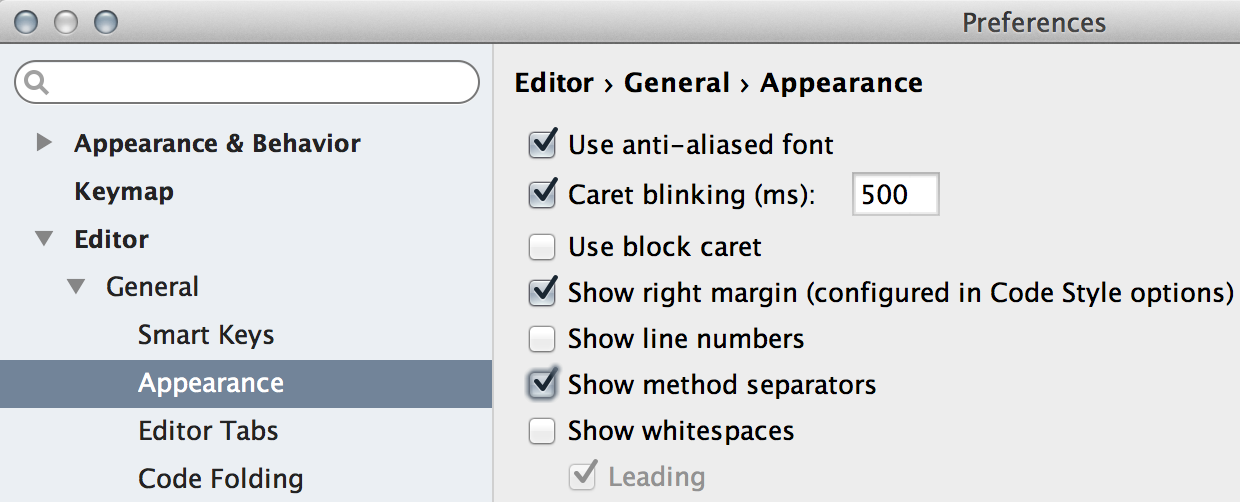 Preferences
Appearance & Behavior
Keymap
Editor
General
Smart Keys
Appearance
Editor Tabs
Code Folding
Editor › General › Appearance
Use anti-aliased font
Caret blinking (ms): 500
Use block caret
Show right margin (configured in Code Style options)
Show line numbers
Show method separators
Show whitespaces
Leading